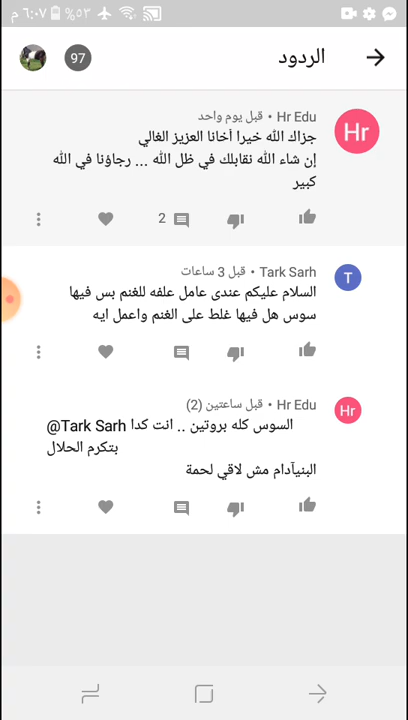 ٦:٠٧ م ٥٣%
الردود
97
Hr Edu • قبل يوم واحد
Hr
جزاك الله خيرا أخانا العزيز الغالي
إن شاء الله نقابلك في ظل الله ... رجاؤنا في الله
كبير
2
Tark Sarh • قبل 3 ساعات
T
السلام عليكم عندى عامل علفه للغنم بس فيها
سوس هل فيها غلط على الغنم واعمل ايه
Hr Edu • قبل ساعتين (2)
Hr
@Tark Sarh السوس كله بروتين .. انت كدا
بتكرم الحلال
البنيآدام مش لاقي لحمة